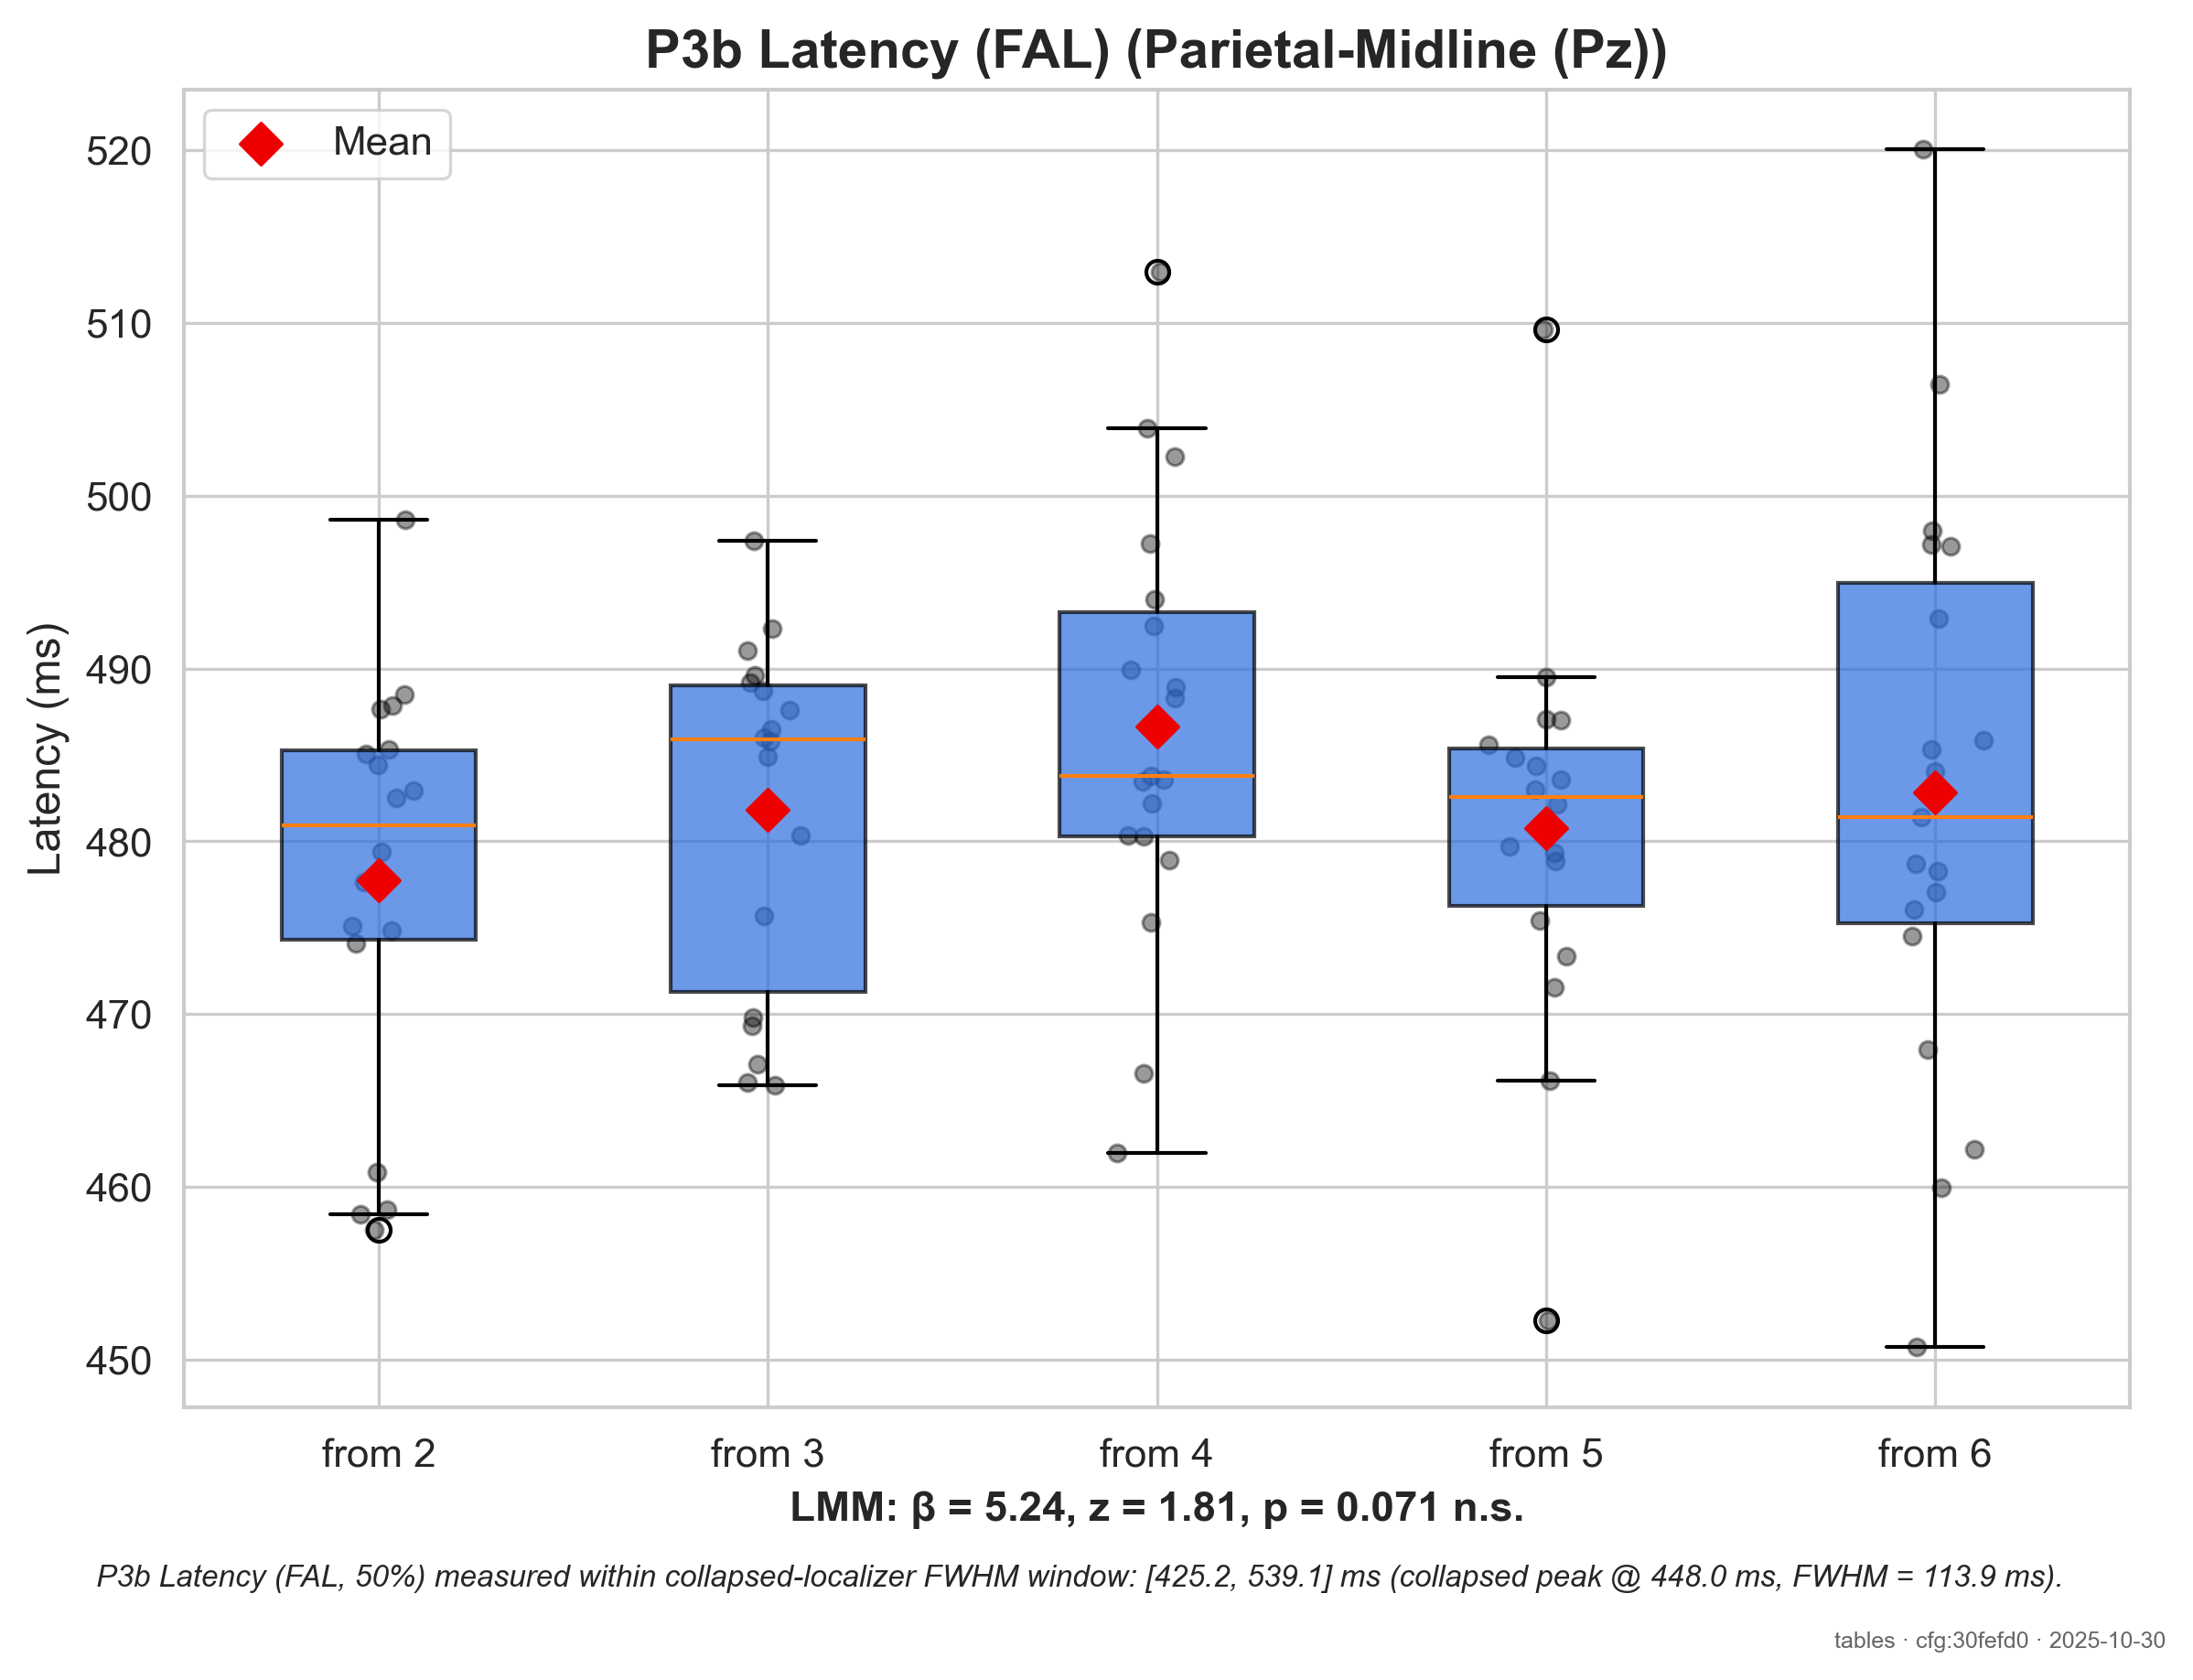 P3b Latency (FAL) (Parietal-Midline (Pz))
Mean
Latency (ms)
520
510
500
490
480
470
460
450
from 2
from 3
from 4
from 5
from 6
LMM: β = 5.24, z = 1.81, p = 0.071 n.s.
P3b Latency (FAL, 50%) measured within collapsed-localizer FWHM window: [425.2, 539.1] ms (collapsed peak @ 448.0 ms, FWHM = 113.9 ms).
tables · cfg:30fefd0 · 2025-10-30